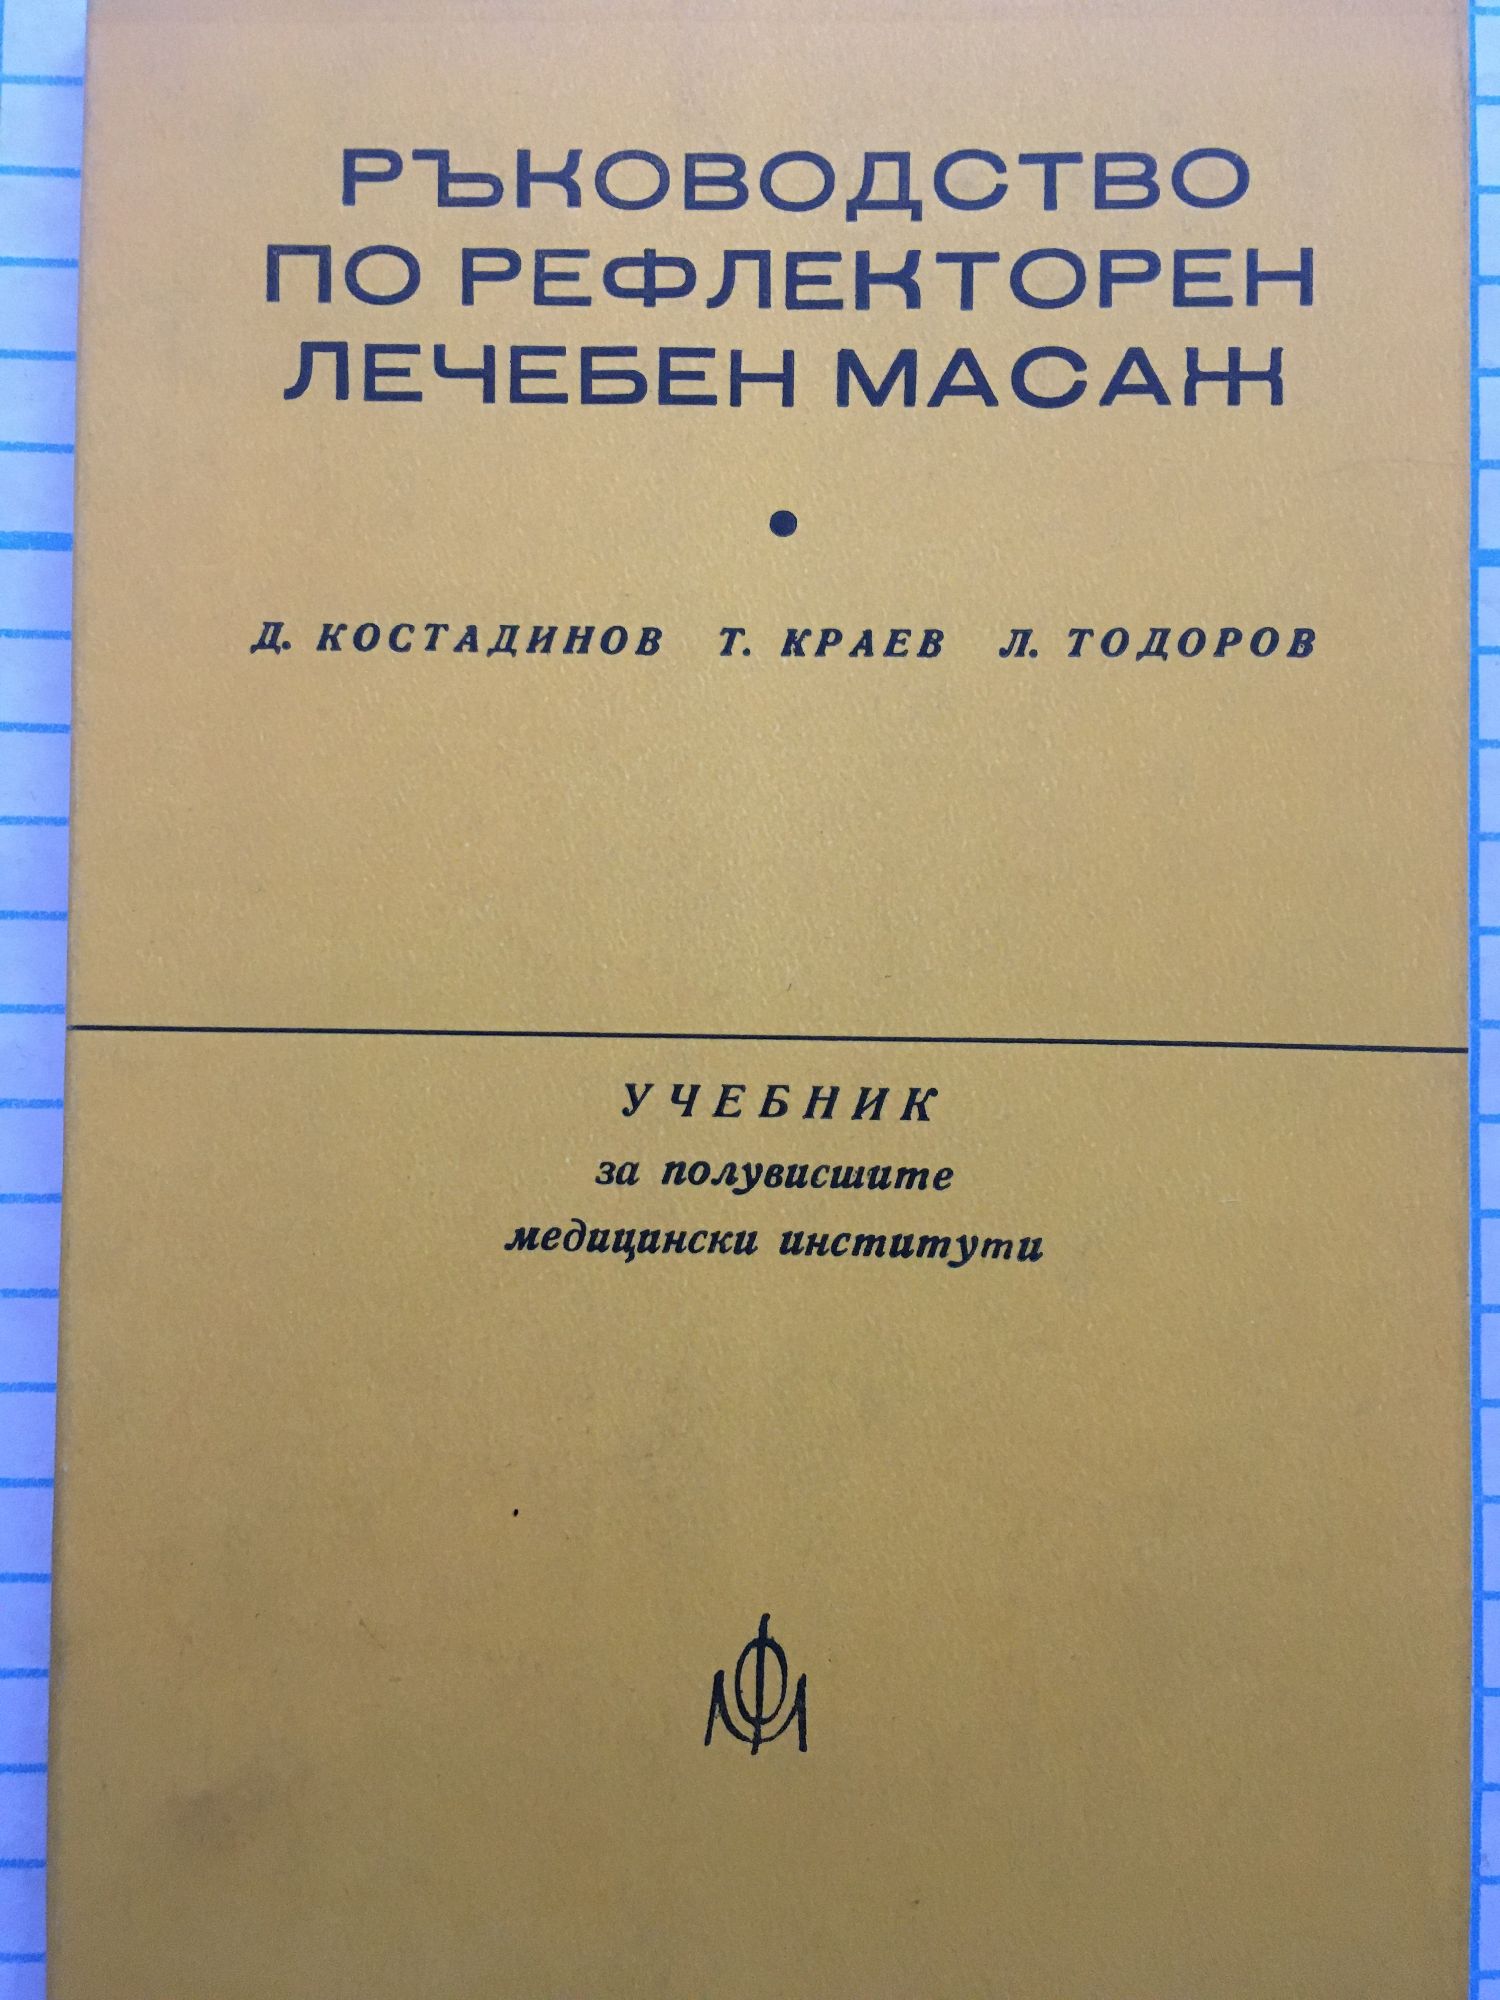 РЪКОВОДСТВО
ПО РЕФЛЕКТОРЕН
ЛЕЧЕБЕН МАСАЖ
Д. КОСТАДИНОВ Т. КРАЕВ Л. ТОДОРОВ
УЧЕБНИК
за полувисшите
медицински институти